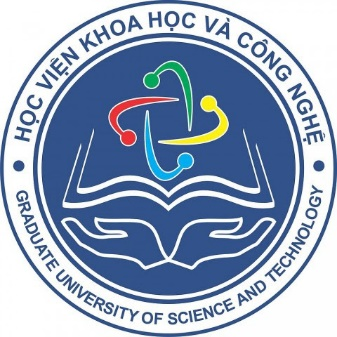 HỌC VIỆN KHOA HỌC VÀ CÔNG NGHỆ
GRADUATE UNIVERSITY OF SCIENCE AND TECHNOLOGY